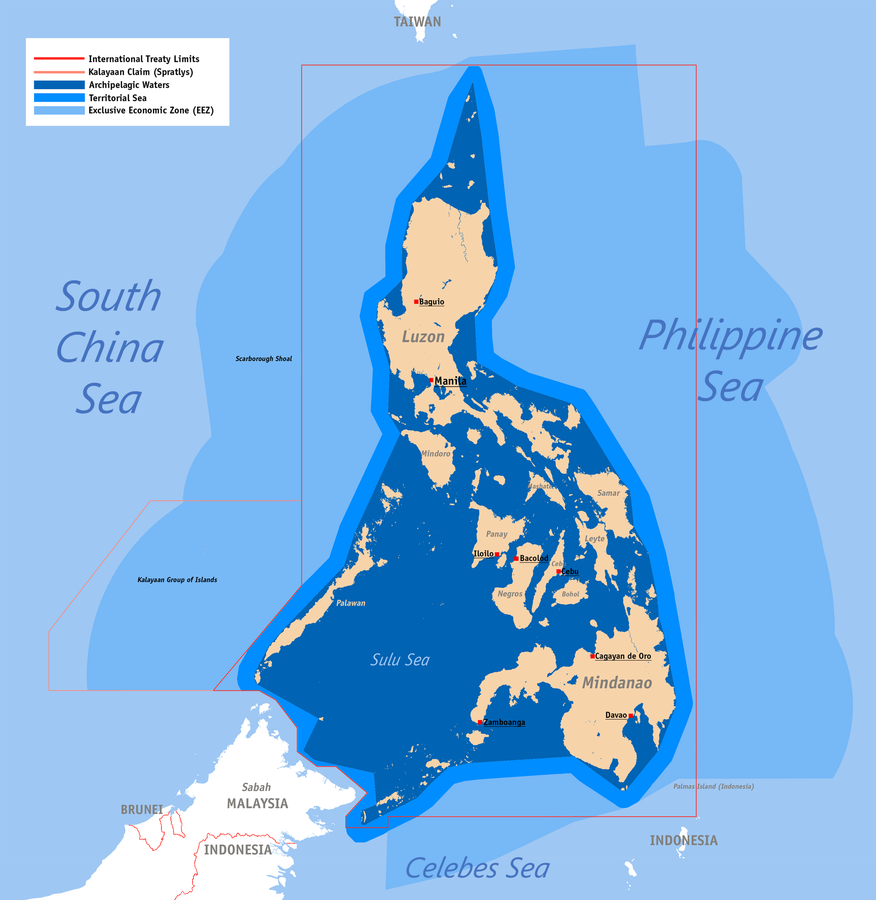 TAIWAN
International Treaty Limits
Kalayaan Claim (Spratlys)
Archipelagic Waters
Territorial Sea
Exclusive Economic Zone (EEZ)
South
China
Sea
Philippine
Sea
Baguio
Luzon
Scarborough Shoal
Manila
Mindoro
Masbate
Samar
Panay
Leyte
Iloilo
Bacolod
Cebu
Cebu
Kalayaan Group of Islands
Negros
Bohol
Palawan
Sulu Sea
Cagayan de Oro
Mindanao
Davao
Zamboanga
Palmas Island (Indonesia)
Sabah
MALAYSIA
BRUNEI
INDONESIA
INDONESIA
Celebes Sea